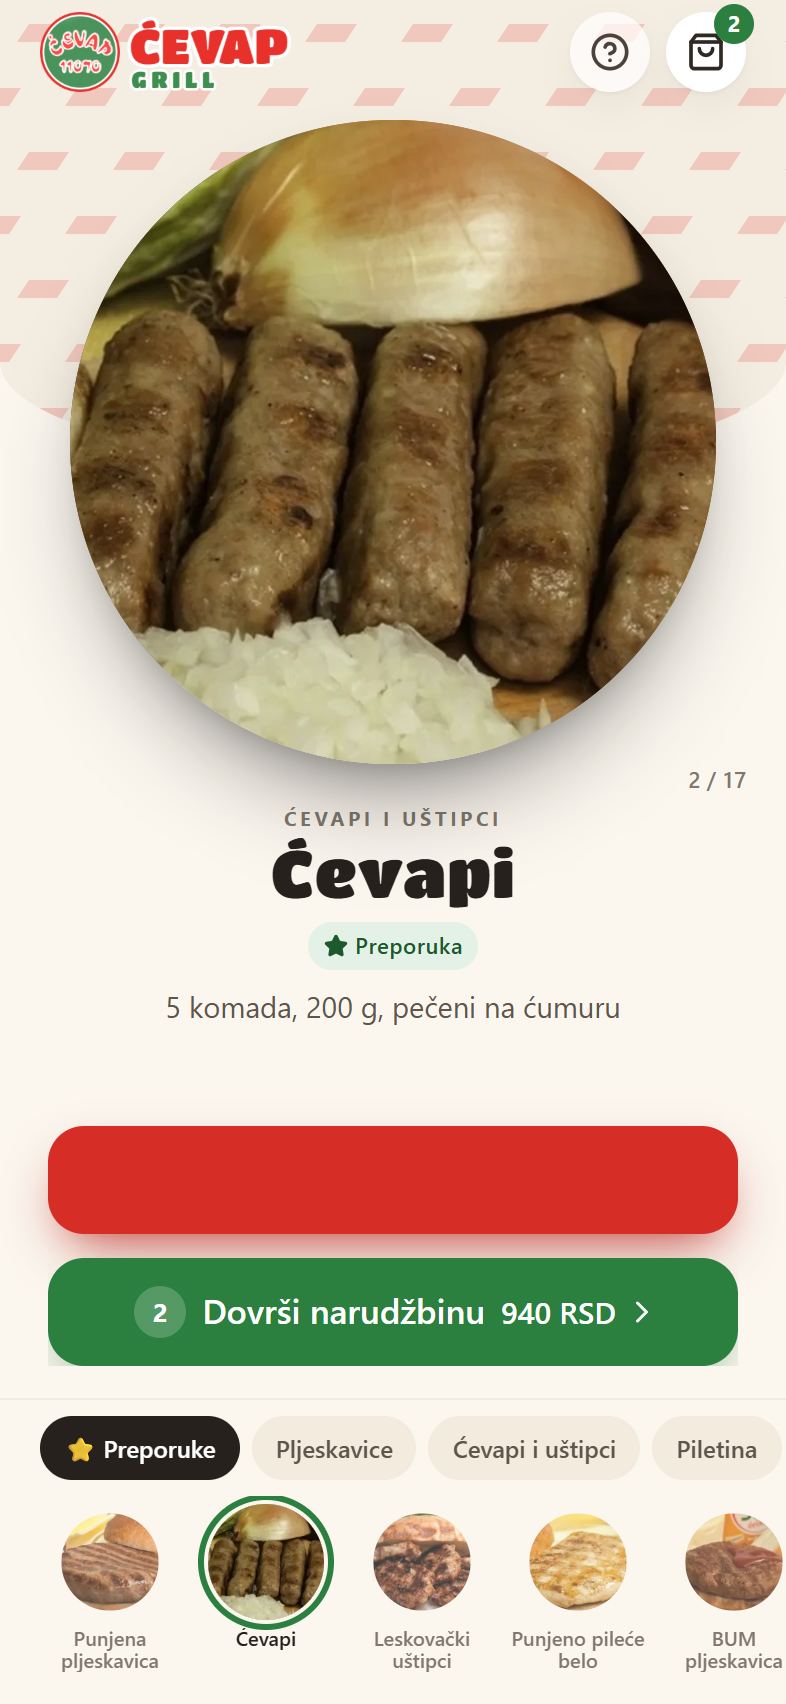 ĆEVAP
11070
ĆEVAP
GRILL
2
2 / 17
ĆEVAPI I UŠTIPCI
Ćevapi
Preporuka
5 komada, 200 g, pečeni na ćumuru
2 Dovrši narudžbinu 940 RSD
Preporuke Pljeskavice Ćevapi i uštipci Piletina
Punjena
pljeskavica
Ćevapi
Leskovački
uštipci
Punjeno pileće
belo
BUM
pljeskavica